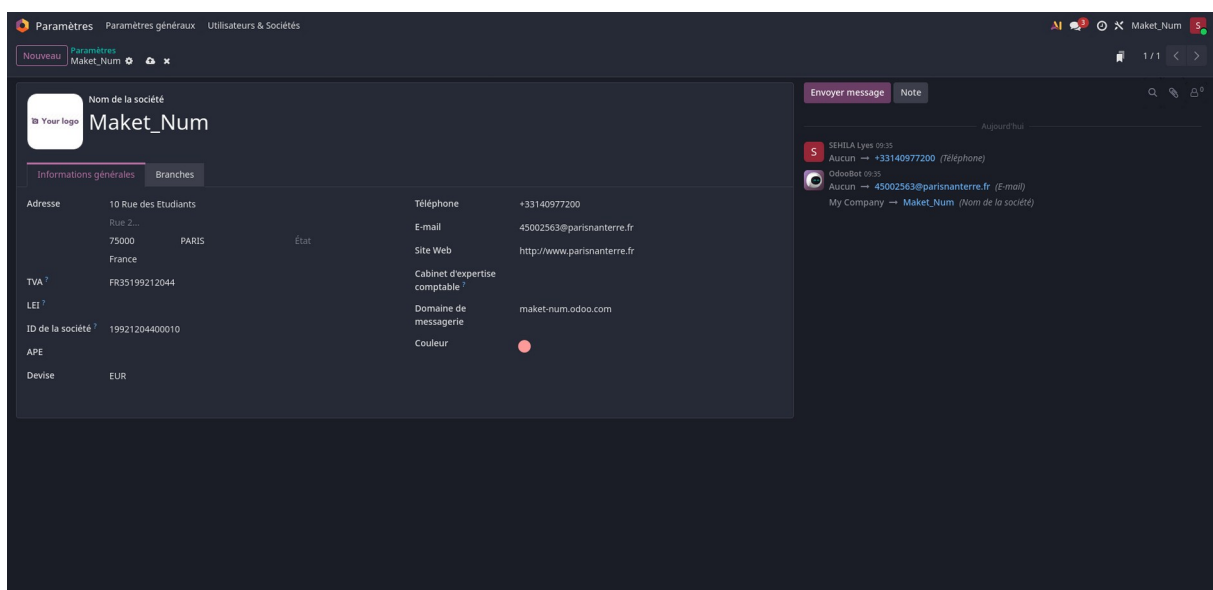 Paramètres Paramètres généraux Utilisateurs & Sociétés
AI 3 Maket_Num S
Nouveau
Paramètres
Maket_Num
1 / 1
Nom de la société
Your logo
Maket_Num
Informations générales Branches
Adresse 10 Rue des Etudiants
Rue 2...
75000 PARIS État
France
TVA ? FR35199212044
LEI ?
ID de la société ? 19921204400010
APE
Devise EUR
Téléphone +33140977200
E-mail 45002563@parisnanterre.fr
Site Web http://www.parisnanterre.fr
Cabinet d'expertise
comptable ?
Domaine de maket-num.odoo.com
messagerie
Couleur
Envoyer message Note
0
Aujourd'hui
S
SEHILA Lyes 09:35
Aucun → +33140977200 (Téléphone)
OdooBot 09:35
Aucun → 45002563@parisnanterre.fr (E-mail)
My Company → Maket_Num (Nom de la société)